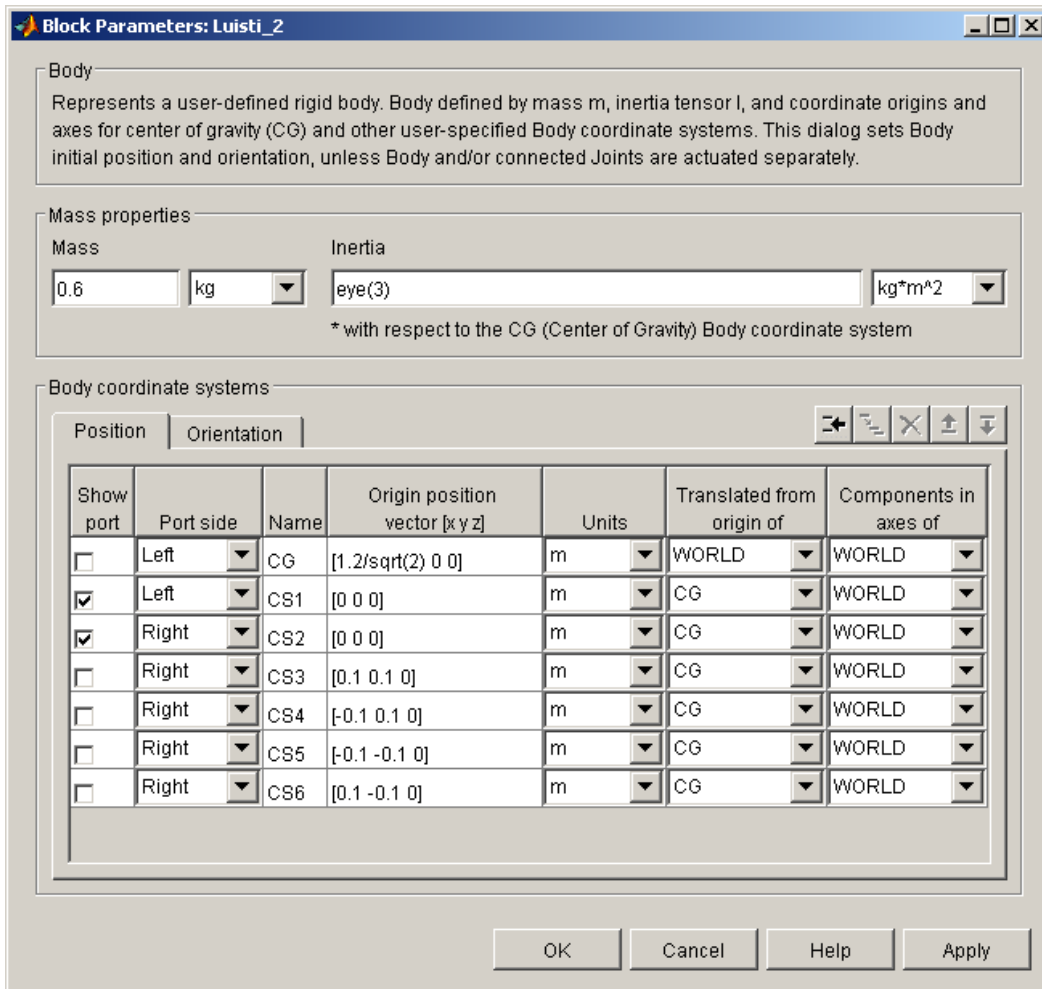 Block Parameters: Luisti_2
Body
Represents a user-defined rigid body. Body defined by mass m, inertia tensor I, and coordinate origins and
axes for center of gravity (CG) and other user-specified Body coordinate systems. This dialog sets Body
initial position and orientation, unless Body and/or connected Joints are actuated separately.
Mass properties
Mass Inertia
0.6 kg eye(3) kg*m^2
* with respect to the CG (Center of Gravity) Body coordinate system
Body coordinate systems
Position Orientation
Show Origin position Translated from Components in
port Port side Name vector [x y z] Units origin of axes of
Left CG [1.2/sqrt(2) 0 0] m WORLD WORLD
Left CS1 [0 0 0] m CG WORLD
Right CS2 [0 0 0] m CG WORLD
Right CS3 [0.1 0.1 0] m CG WORLD
Right CS4 [-0.1 0.1 0] m CG WORLD
Right CS5 [-0.1 -0.1 0] m CG WORLD
Right CS6 [0.1 -0.1 0] m CG WORLD
OK Cancel Help Apply